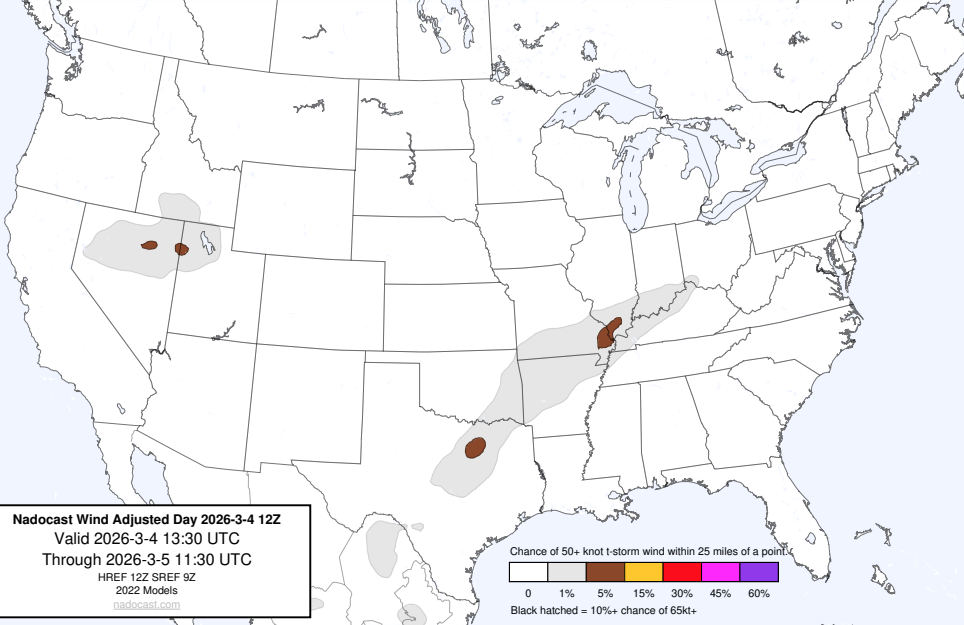 Nadocast Wind Adjusted Day 2026-3-4 12Z
Valid 2026-3-4 13:30 UTC
Through 2026-3-5 11:30 UTC
HREF 12Z SREF 9Z
2022 Models
nadocast.com
Chance of 50+ knot t-storm wind within 25 miles of a point.
0 1% 5% 15% 30% 45% 60%
Black hatched = 10%+ chance of 65kt+